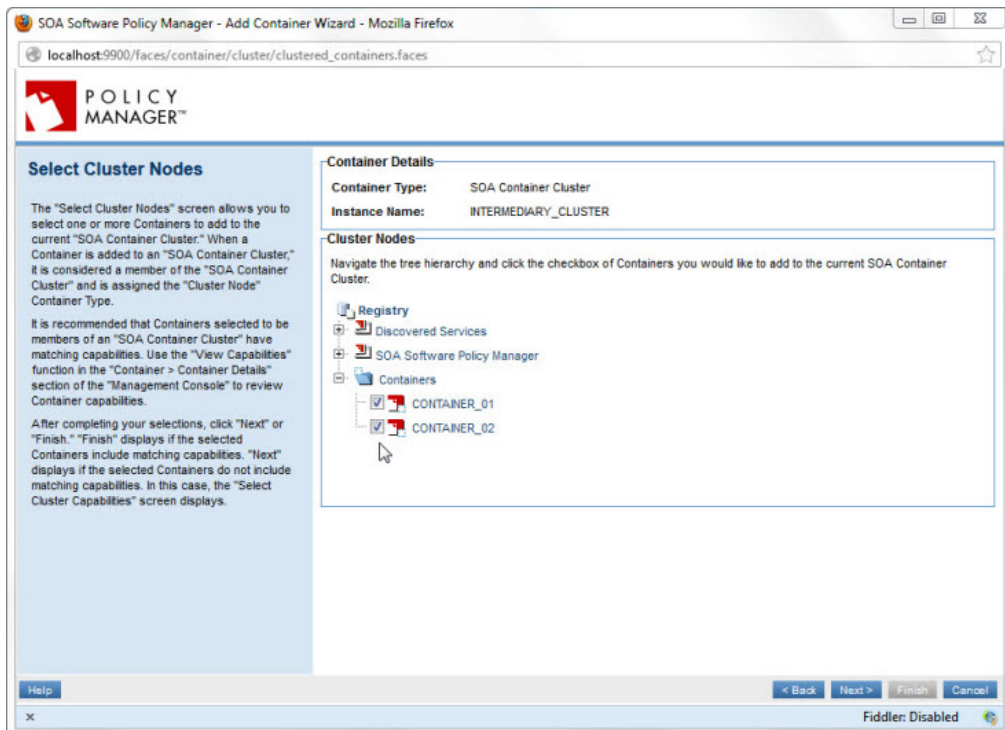 SOA Software Policy Manager - Add Container Wizard - Mozilla Firefox
localhost:9900/faces/container/cluster/clustered_containers.faces
POLICY
MANAGER™
Select Cluster Nodes
The "Select Cluster Nodes" screen allows you to
select one or more Containers to add to the
current "SOA Container Cluster." When a
Container is added to an "SOA Container Cluster,"
it is considered a member of the "SOA Container
Cluster" and is assigned the "Cluster Node"
Container Type.
It is recommended that Containers selected to be
members of an "SOA Container Cluster" have
matching capabilities. Use the "View Capabilities"
function in the "Container > Container Details"
section of the "Management Console" to review
Container capabilities.
After completing your selections, click "Next" or
"Finish." "Finish" displays if the selected
Containers include matching capabilities. "Next"
displays if the selected Containers do not include
matching capabilities. In this case, the "Select
Cluster Capabilities" screen displays.
Container Details
Container Type: SOA Container Cluster
Instance Name: INTERMEDIARY_CLUSTER
Cluster Nodes
Navigate the tree hierarchy and click the checkbox of Containers you would like to add to the current SOA Container
Cluster.
Registry
Discovered Services
SOA Software Policy Manager
Containers
CONTAINER_01
CONTAINER_02
Help
< Back Next > Finish Cancel
Fiddler: Disabled